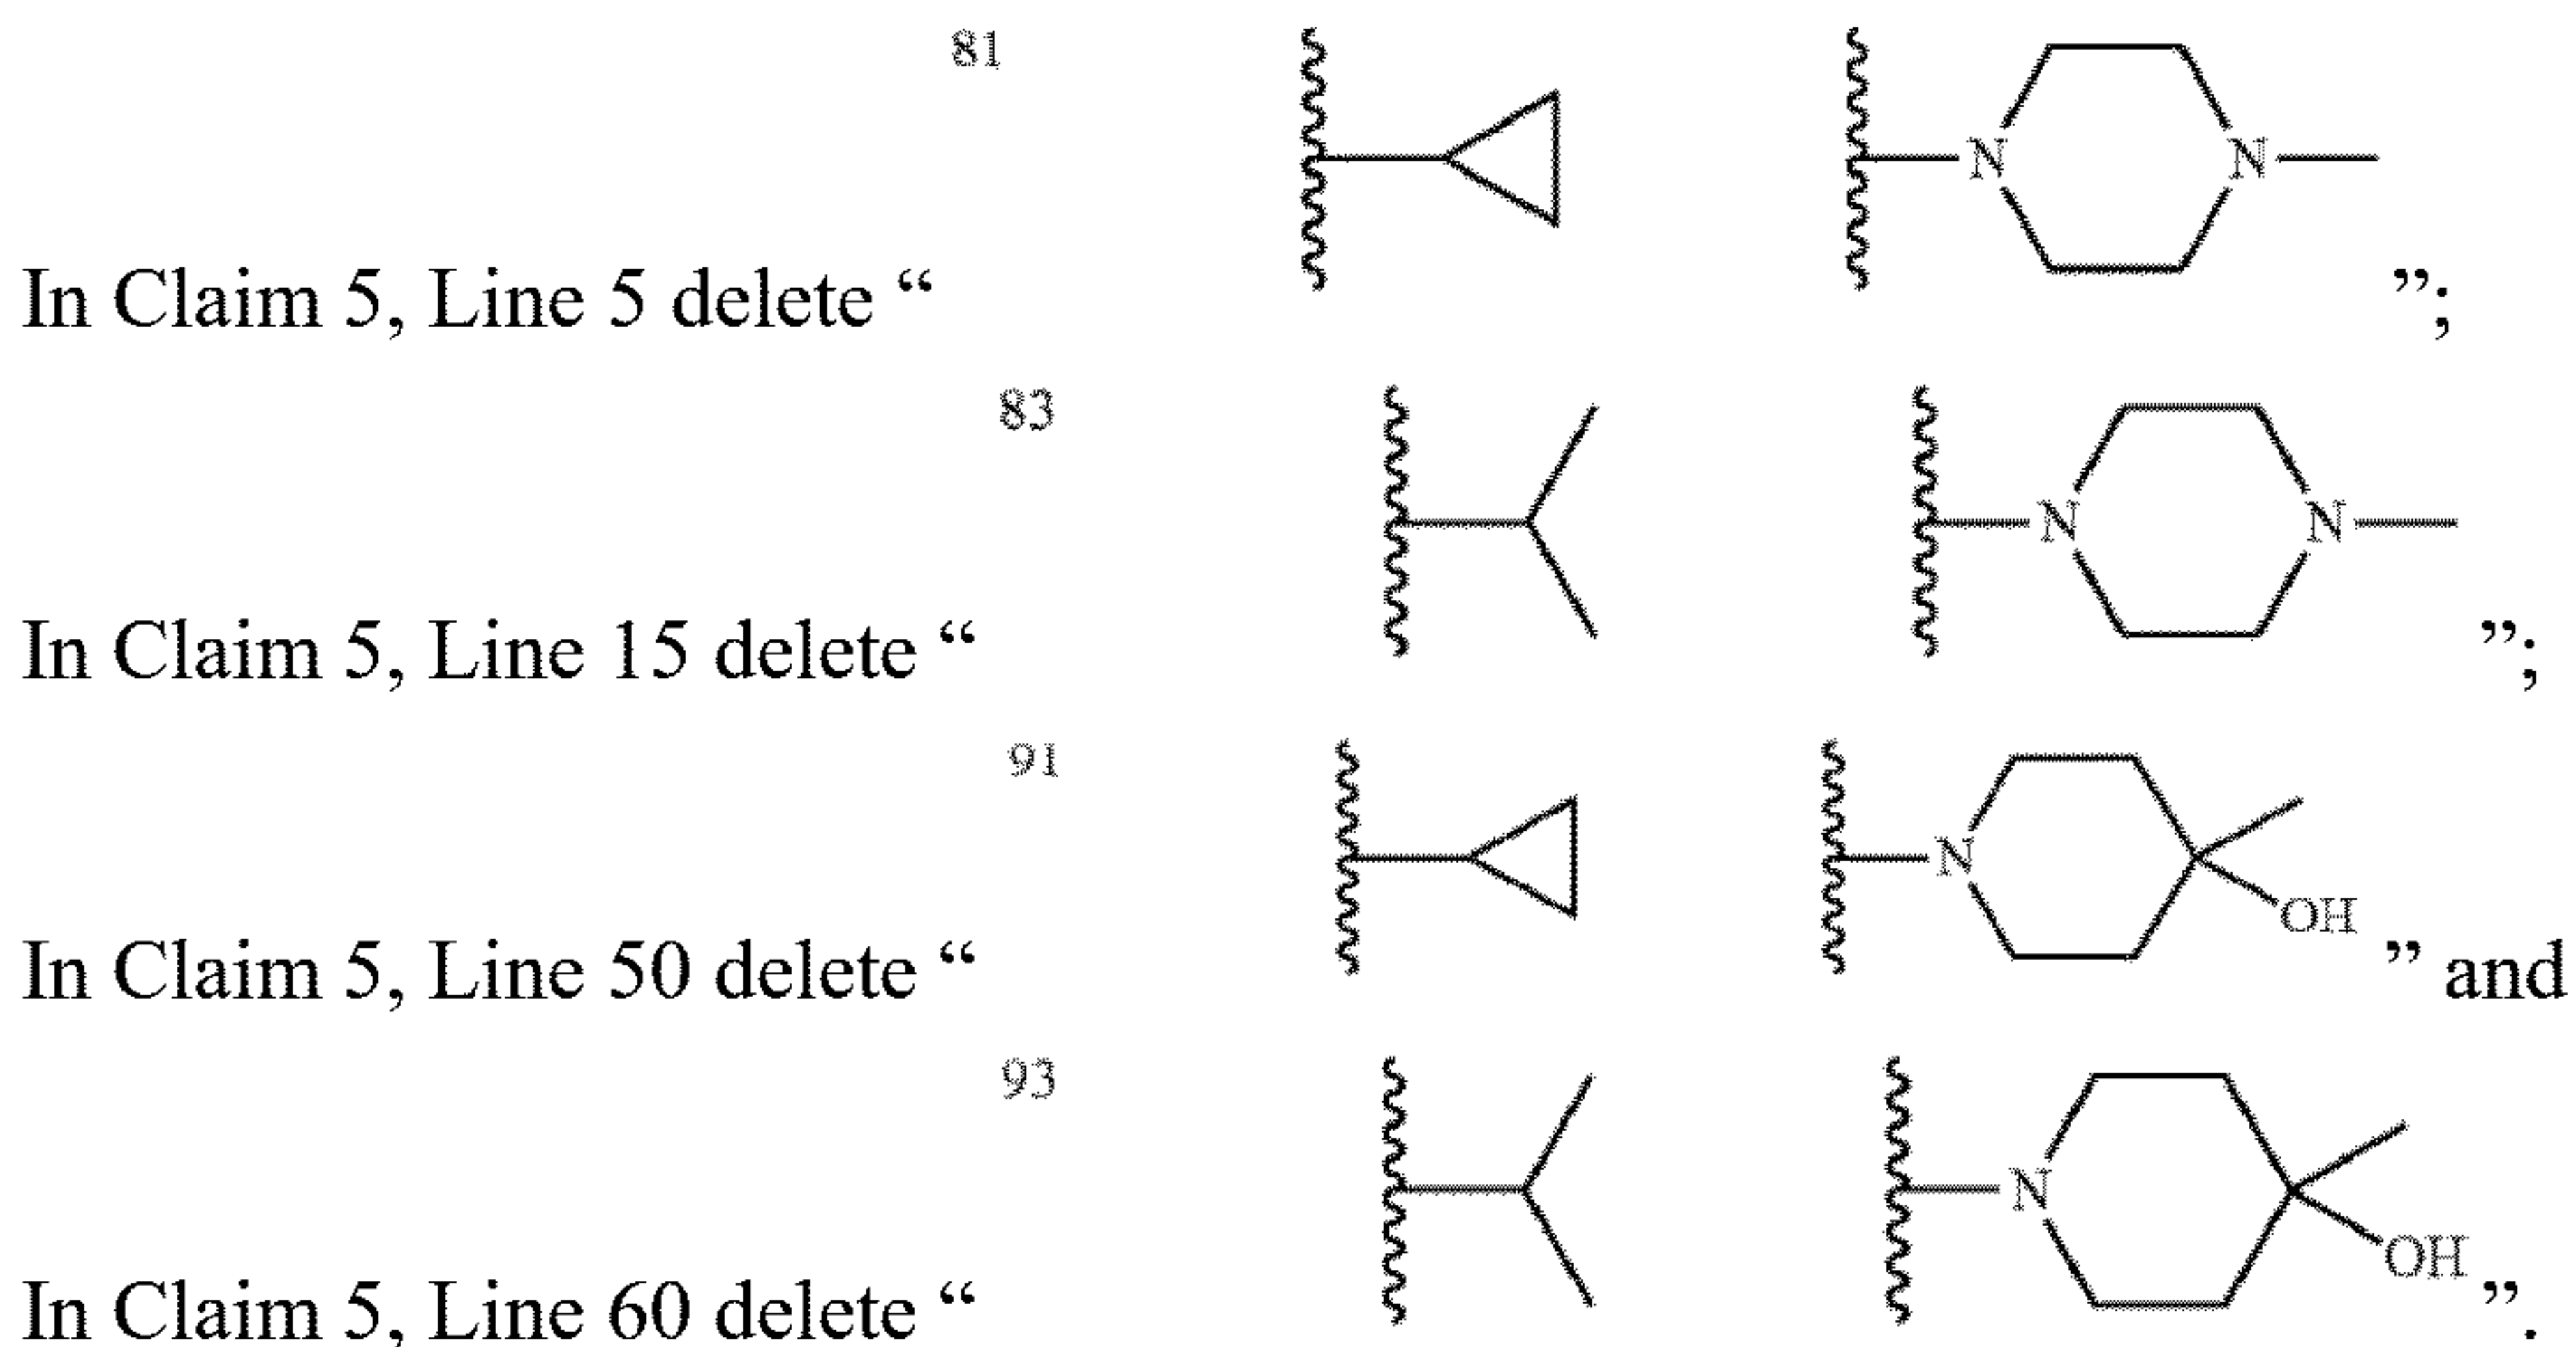 81
N N
In Claim 5, Line 5 delete “ ”;
83
N N
In Claim 5, Line 15 delete “ ”;
91
N
OH
In Claim 5, Line 50 delete “ ” and
93
N
OH
In Claim 5, Line 60 delete “ ”.